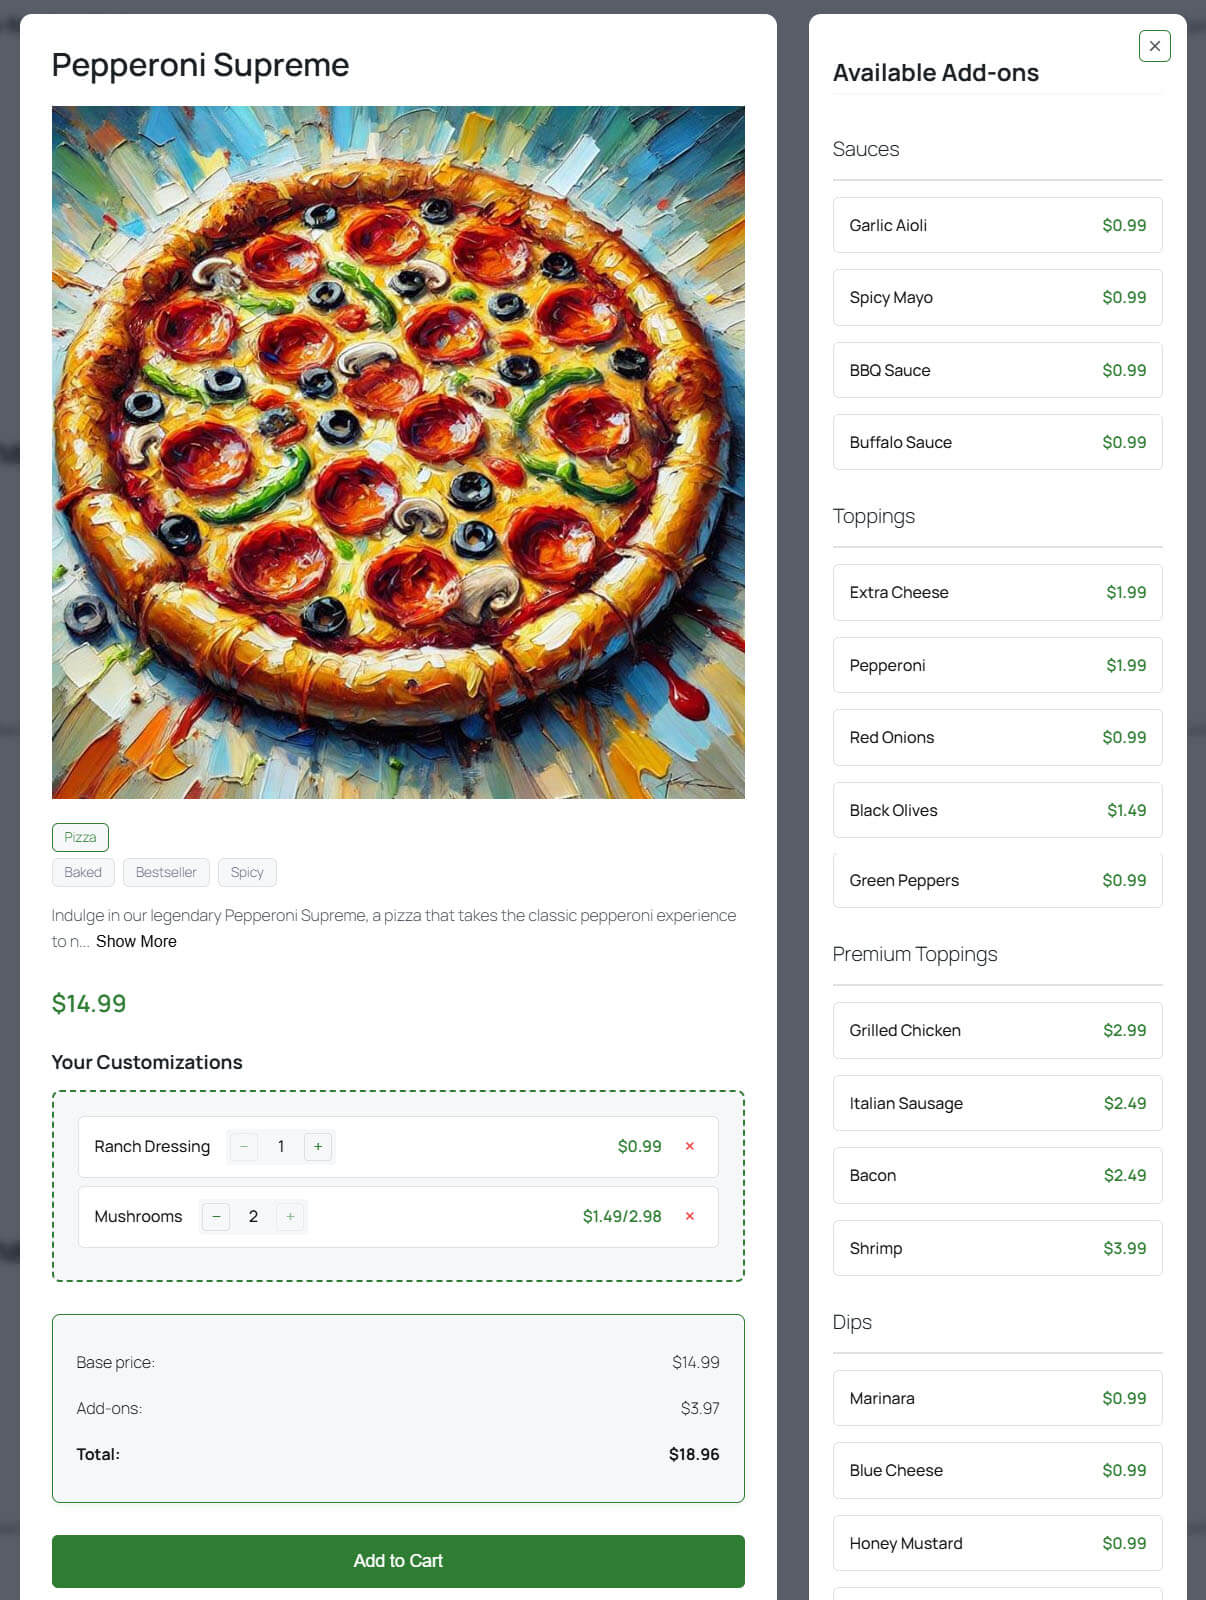 Pepperoni Supreme
Pizza
Baked Bestseller Spicy
Indulge in our legendary Pepperoni Supreme, a pizza that takes the classic pepperoni experience
to n... Show More
$14.99
Your Customizations
Ranch Dressing − 1 + $0.99 ×
Mushrooms − 2 + $1.49/2.98 ×
Base price: $14.99
Add-ons: $3.97
Total: $18.96
Add to Cart
×
Available Add-ons
Sauces
Garlic Aioli $0.99
Spicy Mayo $0.99
BBQ Sauce $0.99
Buffalo Sauce $0.99
Toppings
Extra Cheese $1.99
Pepperoni $1.99
Red Onions $0.99
Black Olives $1.49
Green Peppers $0.99
Premium Toppings
Grilled Chicken $2.99
Italian Sausage $2.49
Bacon $2.49
Shrimp $3.99
Dips
Marinara $0.99
Blue Cheese $0.99
Honey Mustard $0.99